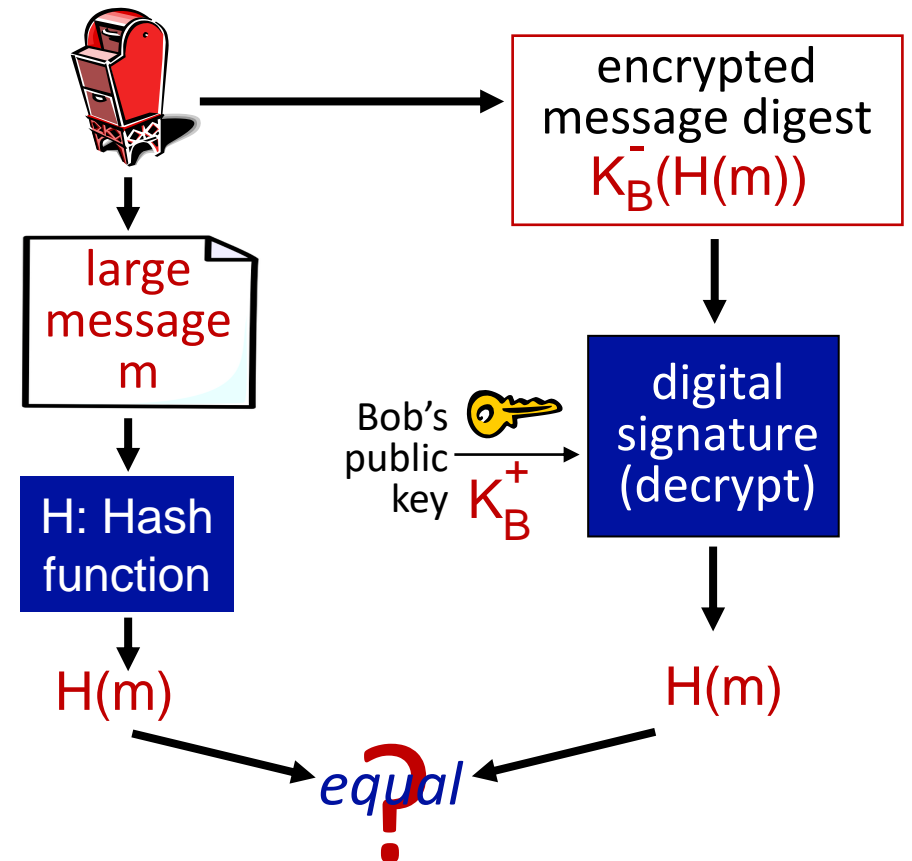 encrypted
message digest
K_B^-(H(m))
large
message
m
Bob's
public
key K_B^+
digital
signature
(decrypt)
H: Hash
function
H(m)
H(m)
equal
?